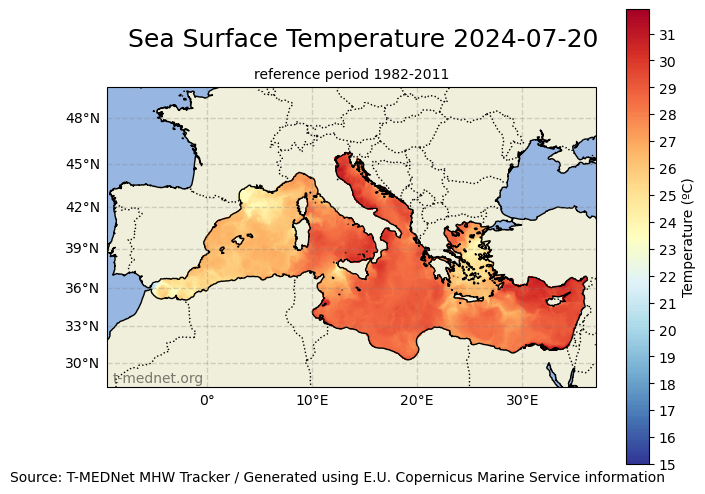 Sea Surface Temperature 2024-07-20
reference period 1982-2011
48°N
45°N
42°N
39°N
36°N
33°N
30°N
0°
10°E
20°E
30°E
t-mednet.org
31
30
29
28
27
26
25
24
23
22
21
20
19
18
17
16
15
Temperature (ºC)
Source: T-MEDNet MHW Tracker / Generated using E.U. Copernicus Marine Service information